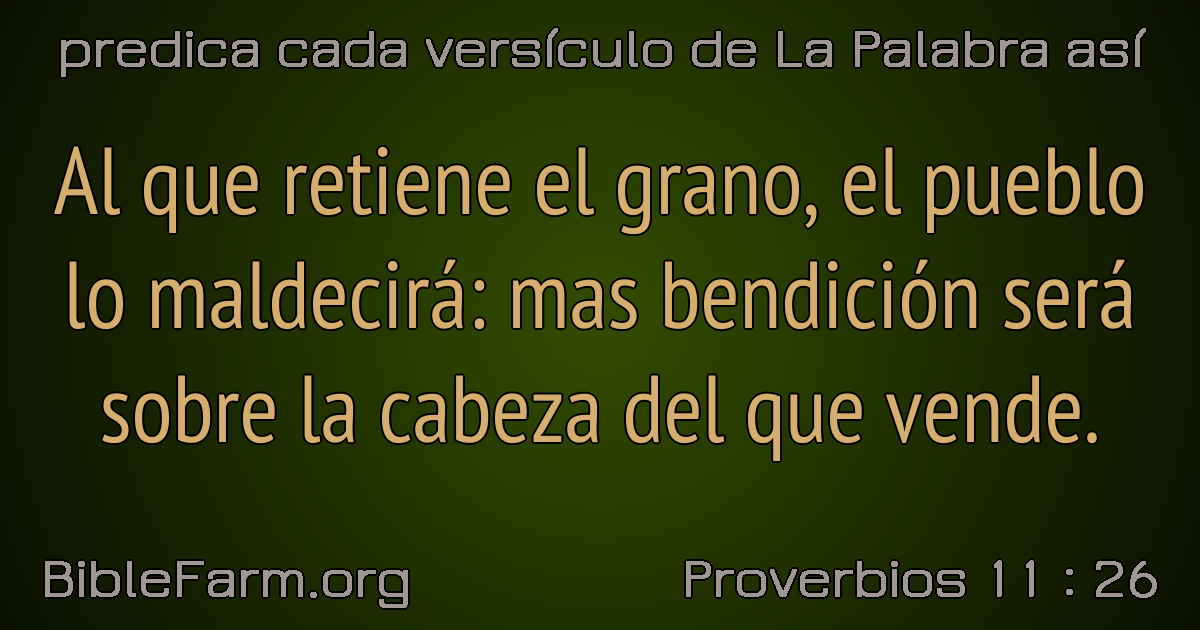 predica cada versículo de La Palabra así
Al que retiene el grano, el pueblo
lo maldecirá: mas bendición será
sobre la cabeza del que vende.
BibleFarm.org
Proverbios 11 : 26